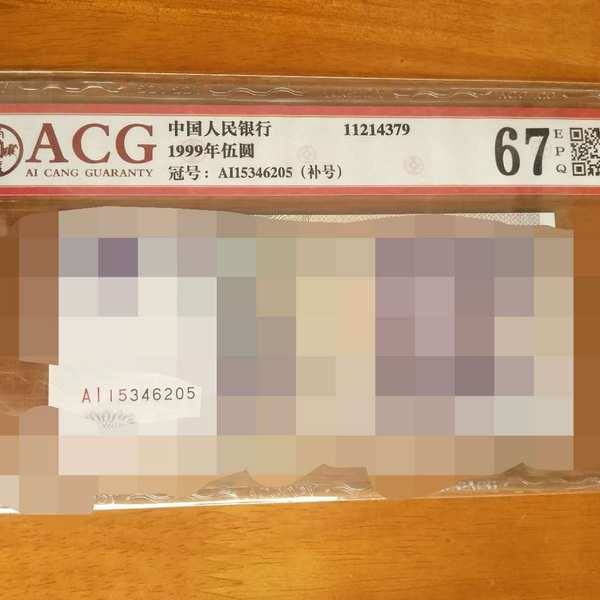 ACG
AI CANG GUARANTY
中国人民银行 11214379
1999年伍圆
冠号：AI15346205（补号）
67
EPQ
AI15346205